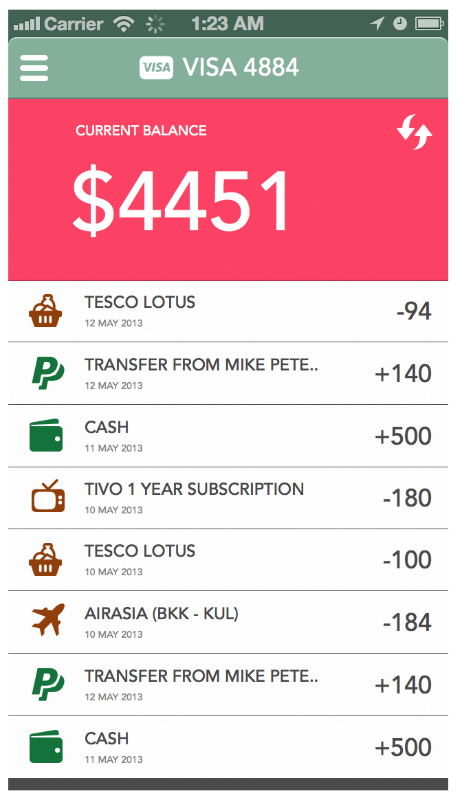 Carrier 1:23 AM
VISA VISA 4884
CURRENT BALANCE
$4451
TESCO LOTUS
12 MAY 2013
-94
TRANSFER FROM MIKE PETE..
12 MAY 2013
+140
CASH
11 MAY 2013
+500
TIVO 1 YEAR SUBSCRIPTION
10 MAY 2013
-180
TESCO LOTUS
10 MAY 2013
-100
AIRASIA (BKK - KUL)
10 MAY 2013
-184
TRANSFER FROM MIKE PETE..
12 MAY 2013
+140
CASH
11 MAY 2013
+500